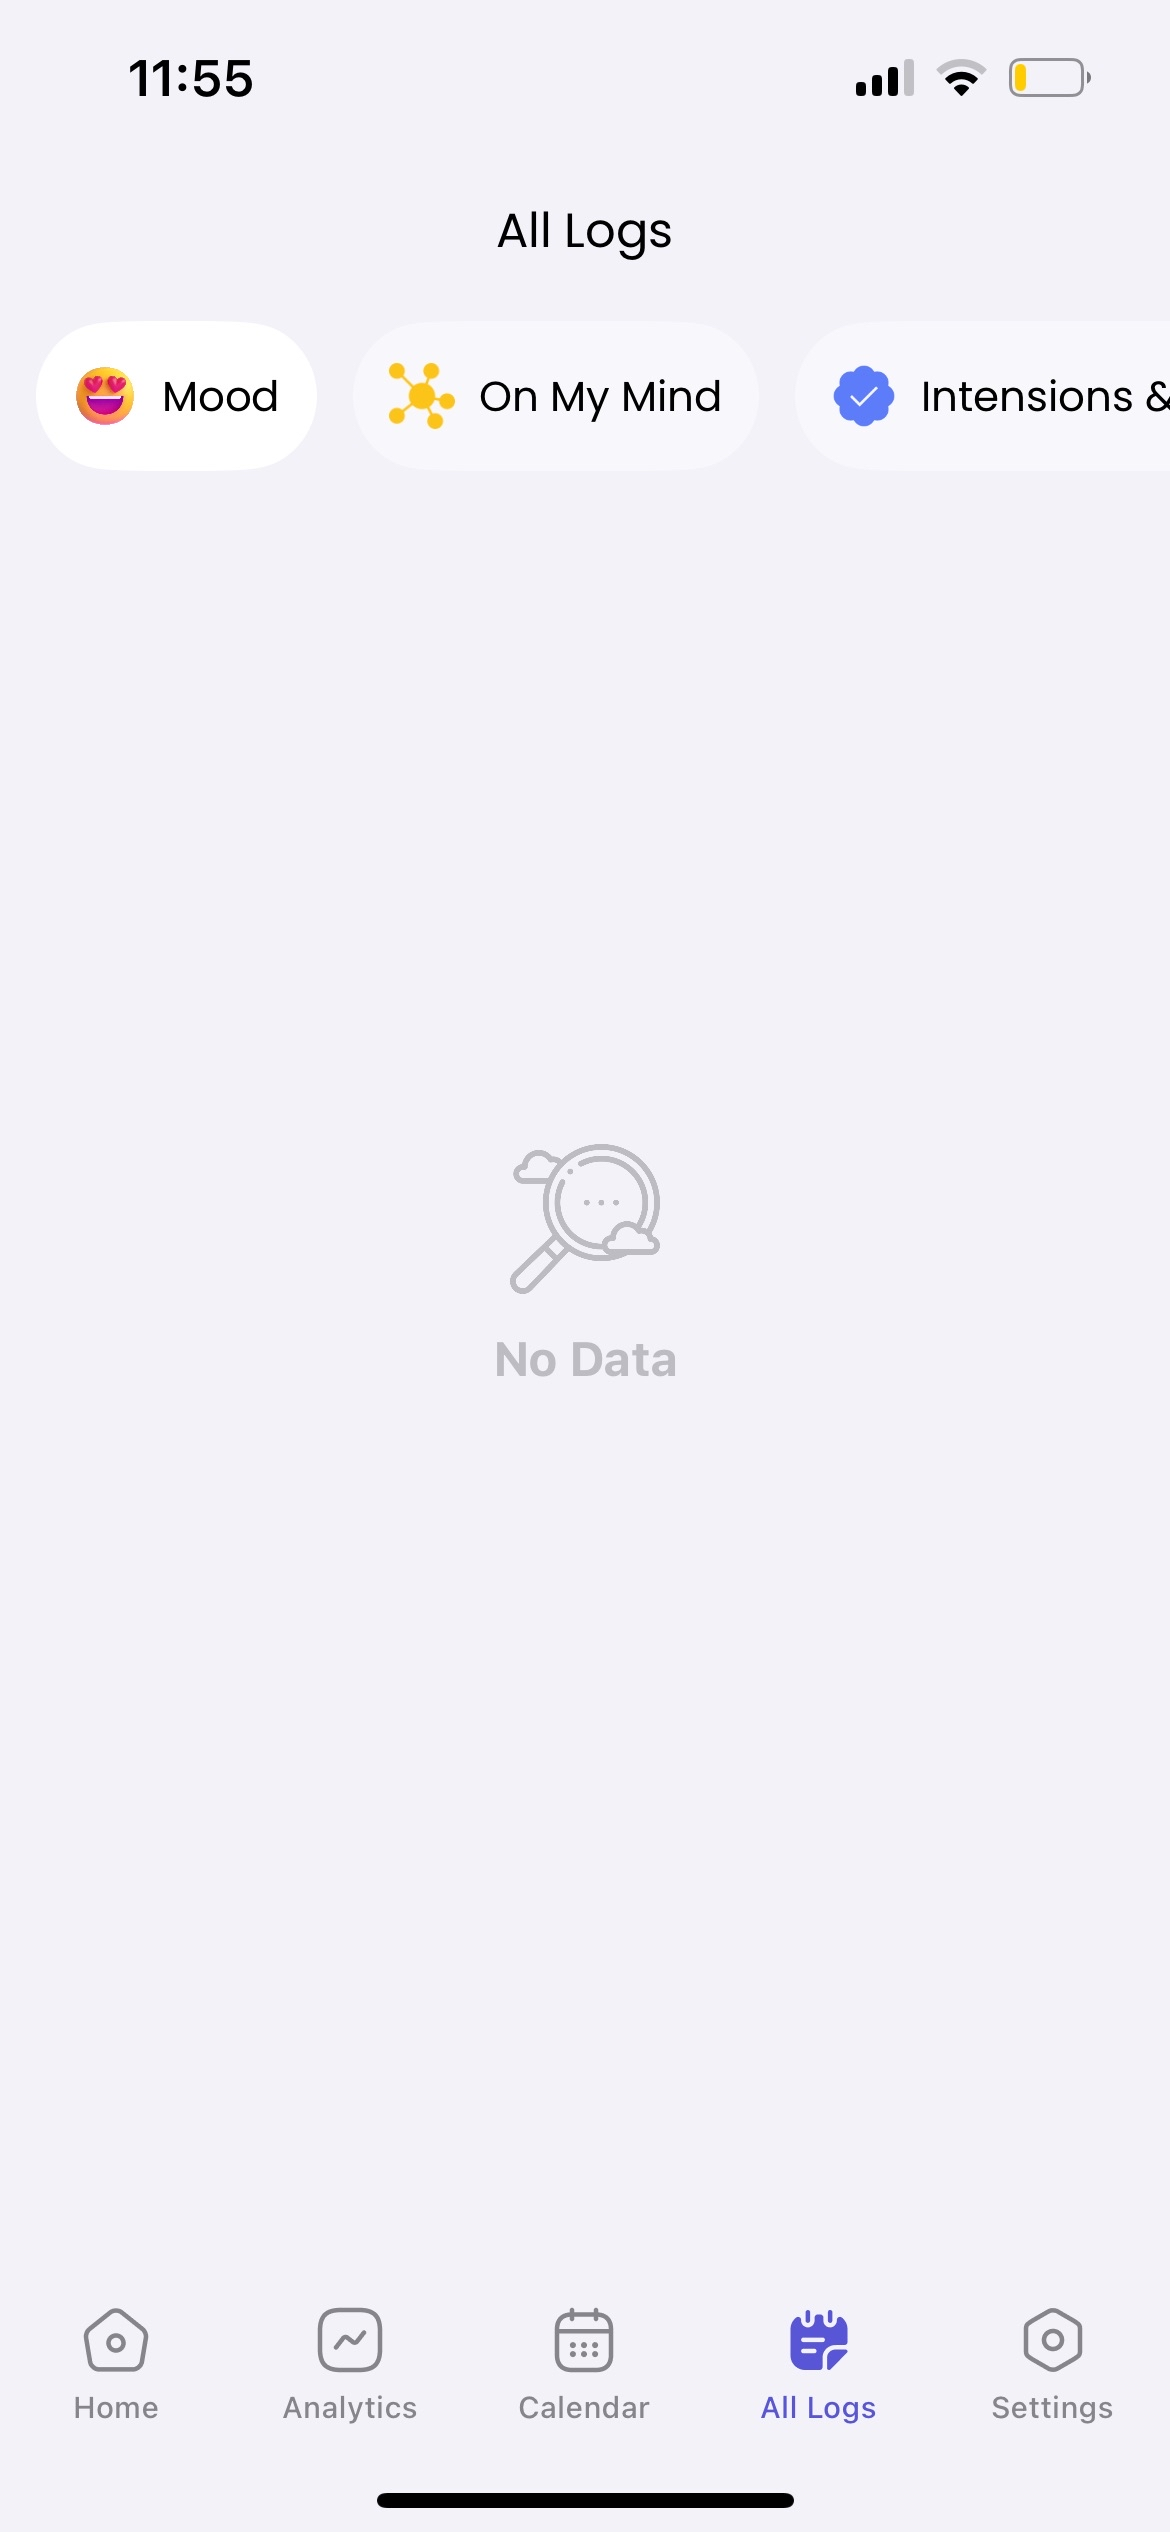 11:55
All Logs
Mood
On My Mind
Intensions &
No Data
Home
Analytics
Calendar
All Logs
Settings